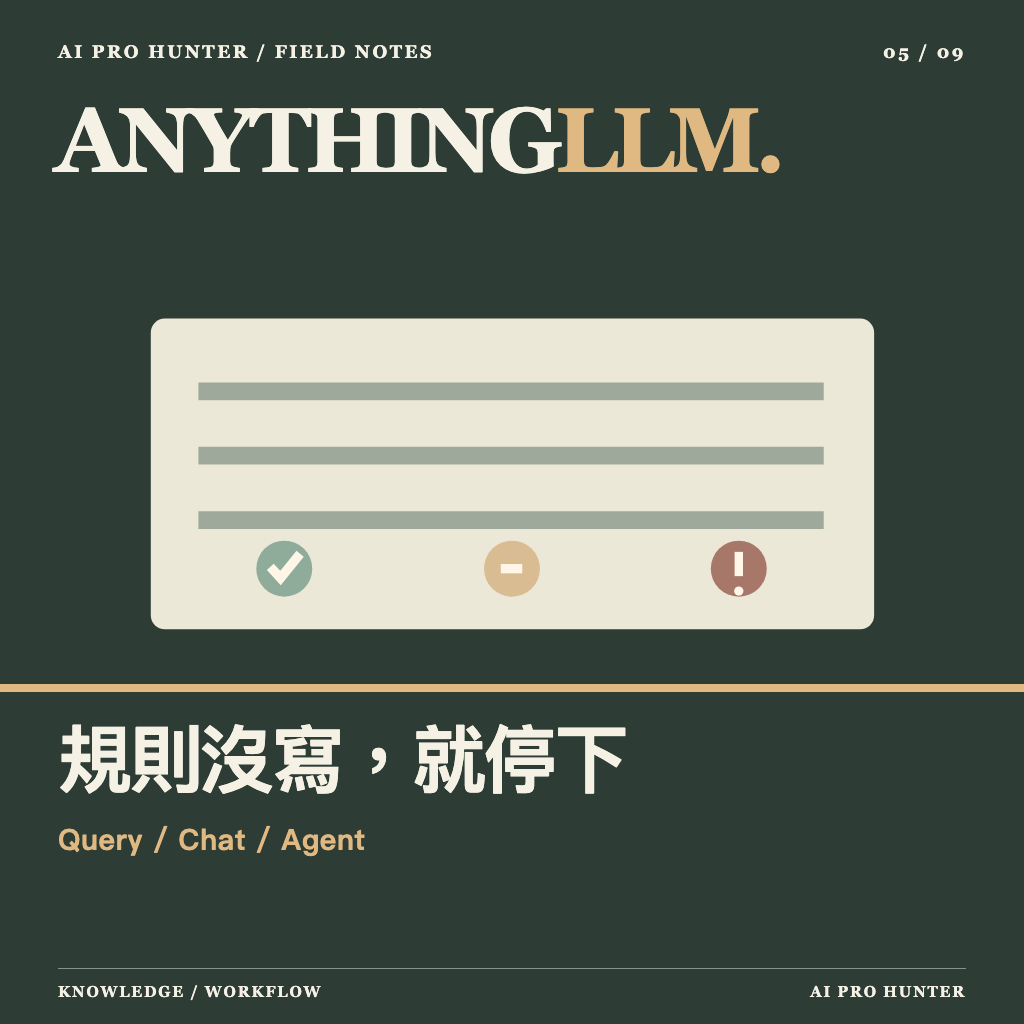 AI PRO HUNTER / FIELD NOTES
05 / 09
ANYTHINGLLM.
規則沒寫，就停下
Query / Chat / Agent
KNOWLEDGE / WORKFLOW
AI PRO HUNTER